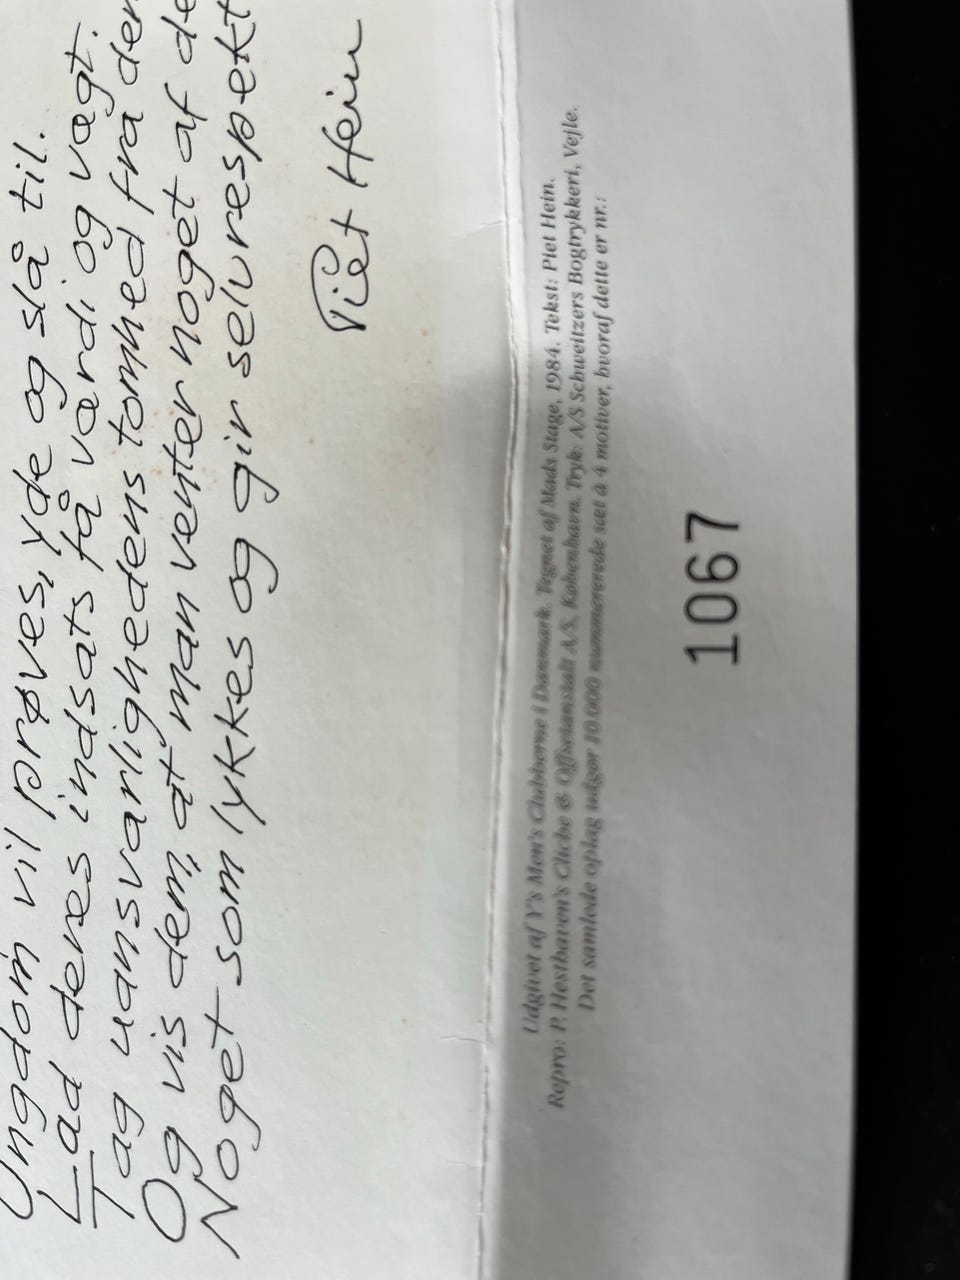 Ungdom vil prøves, yde og slå til.
Lad deres indsats få værdi og vægt.
Tag uansvarlighedens tomhed fra dem
Og vis dem at man venter noget af de
Noget som lykkes og gir selvrespekt
Piet Hein
Udgivet af Y's Men's Clubberne i Danmark. Tegnet af Mads Stage, 1984. Tekst: Piet Hein.
Repro: P. Hesthaven's Cliche & Offsetanstalt A/S, København. Tryk: A/S Schweitzers Bogtrykkeri, Vejle.
Det samlede oplag udgør 10.000 nummererede sæt à 4 motiver, hvoraf dette er nr.:
1067